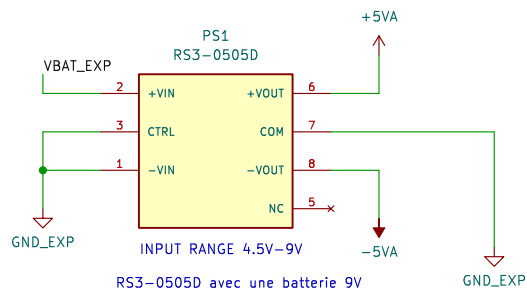 PS1
RS3-0505D
+5VA
VBAT_EXP
2
+VIN
+VOUT
6
3
CTRL
COM
7
1
-VIN
-VOUT
8
NC
5
GND_EXP
INPUT RANGE 4.5V-9V
-5VA
RS3-0505D avec une batterie 9V
GND_EXP